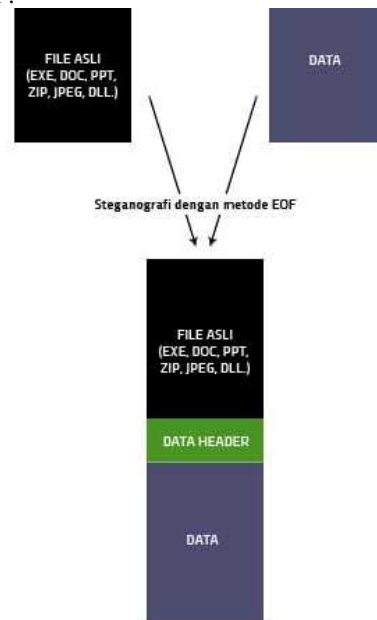 FILE ASLI
(EXE, DOC, PPT,
ZIP, JPEG, DLL.)
DATA
Steganografi dengan metode EOF
FILE ASLI
(EXE, DOC, PPT,
ZIP, JPEG, DLL.)
DATA HEADER
DATA